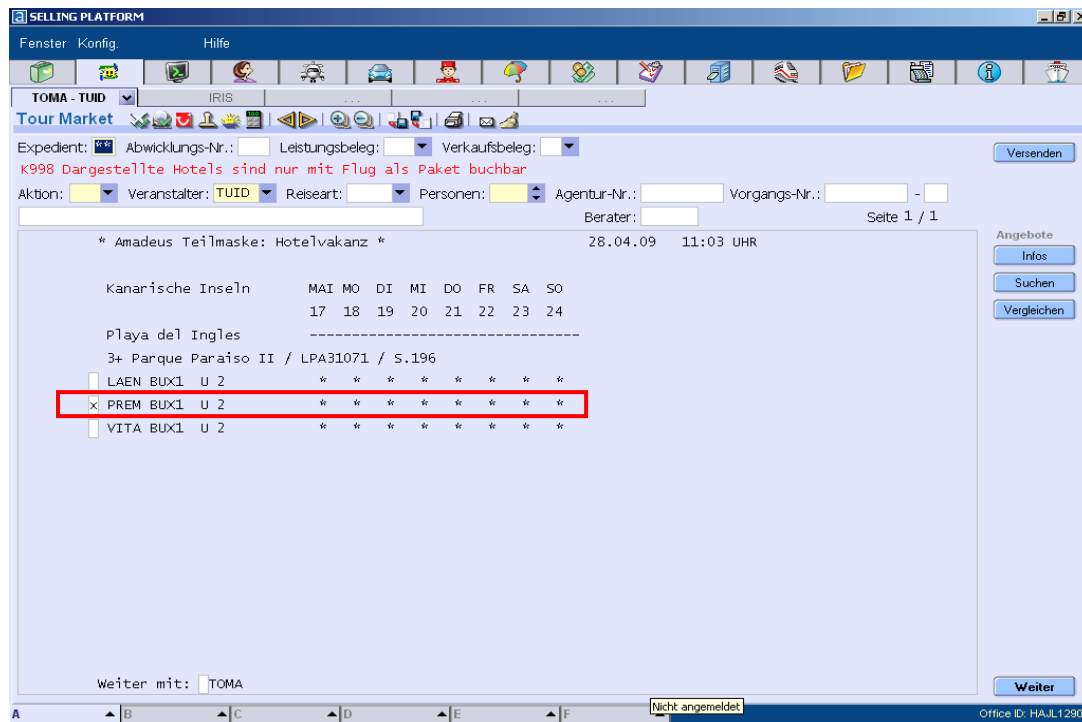 SELLING PLATFORM
Fenster Konfig. Hilfe
TOMA - TUID IRIS ... ... ...
Tour Market
Expedient: ** Abwicklungs-Nr.: Leistungsbeleg: Verkaufsbeleg:
Versenden
K998 Dargestellte Hotels sind nur mit Flug als Paket buchbar
Aktion: Veranstalter: TUID Reiseart: Personen: Agentur-Nr.: Vorgangs-Nr.: -
Berater: Seite 1 / 1
Angebote
* Amadeus Teilmaske: Hotelvakanz * 28.04.09 11:03 UHR
Infos
Suchen
Kanarische Inseln MAI MO DI MI DO FR SA SO
17 18 19 20 21 22 23 24
Vergleichen
Playa del Ingles --------------------------------
3+ Parque Paraiso II / LPA31071 / S.196
LAEN BUX1 U 2 * * * * * * * *
x PREM BUX1 U 2 * * * * * * * *
VITA BUX1 U 2 * * * * * * * *
Weiter mit: TOMA
Weiter
Nicht angemeldet
A B C D E F Office ID: HAJL1290